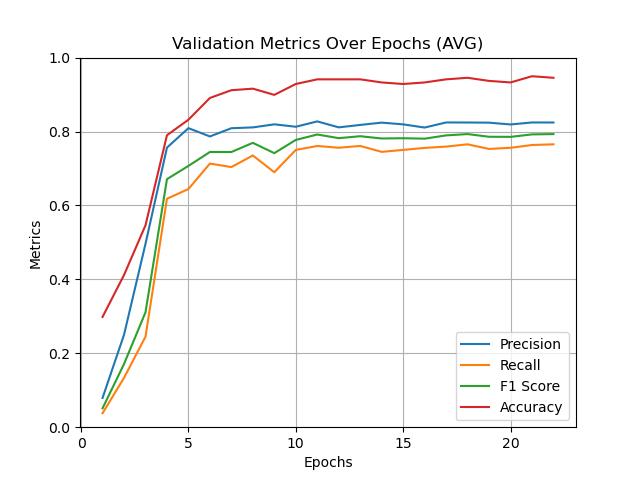 Validation Metrics Over Epochs (AVG)
1.0
0.8
0.6
0.4
0.2
0.0
Metrics
0
5
10
15
20
Epochs
Precision
Recall
F1 Score
Accuracy